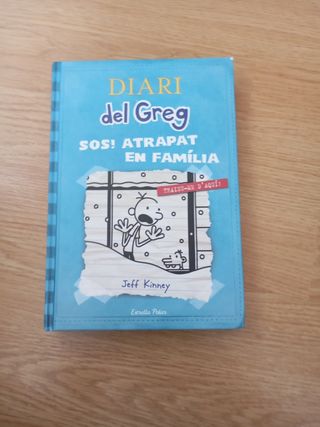 DIARI
del Greg
SOS! ATRAPAT
EN FAMÍLIA
TRAIEU-ME D'AQUÍ!
Jeff Kinney
Estrella Polar